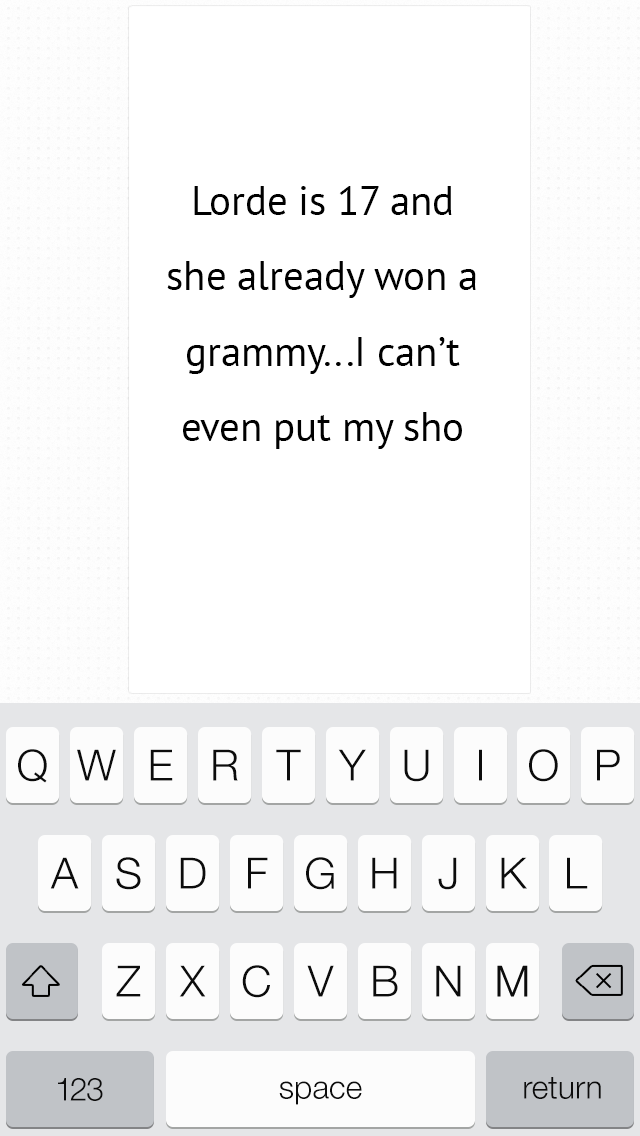 Lorde is 17 and
she already won a
grammy...I can’t
even put my sho
Q W E R T Y U I O P
A S D F G H J K L
Z X C V B N M
123 space return